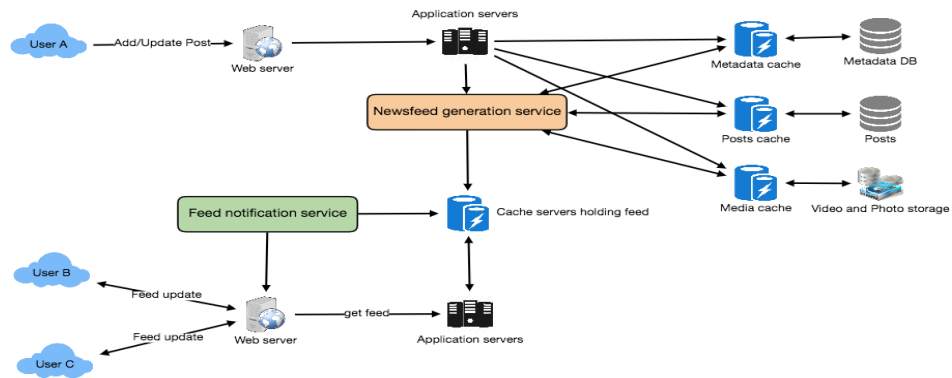 Application servers
User A
Add/Update Post
Web server
Metadata cache
Metadata DB
Newsfeed generation service
Posts cache
Posts
Media cache
Video and Photo storage
Feed notification service
Cache servers holding feed
User B
Feed update
get feed
Feed update
Web server
Application servers
User C